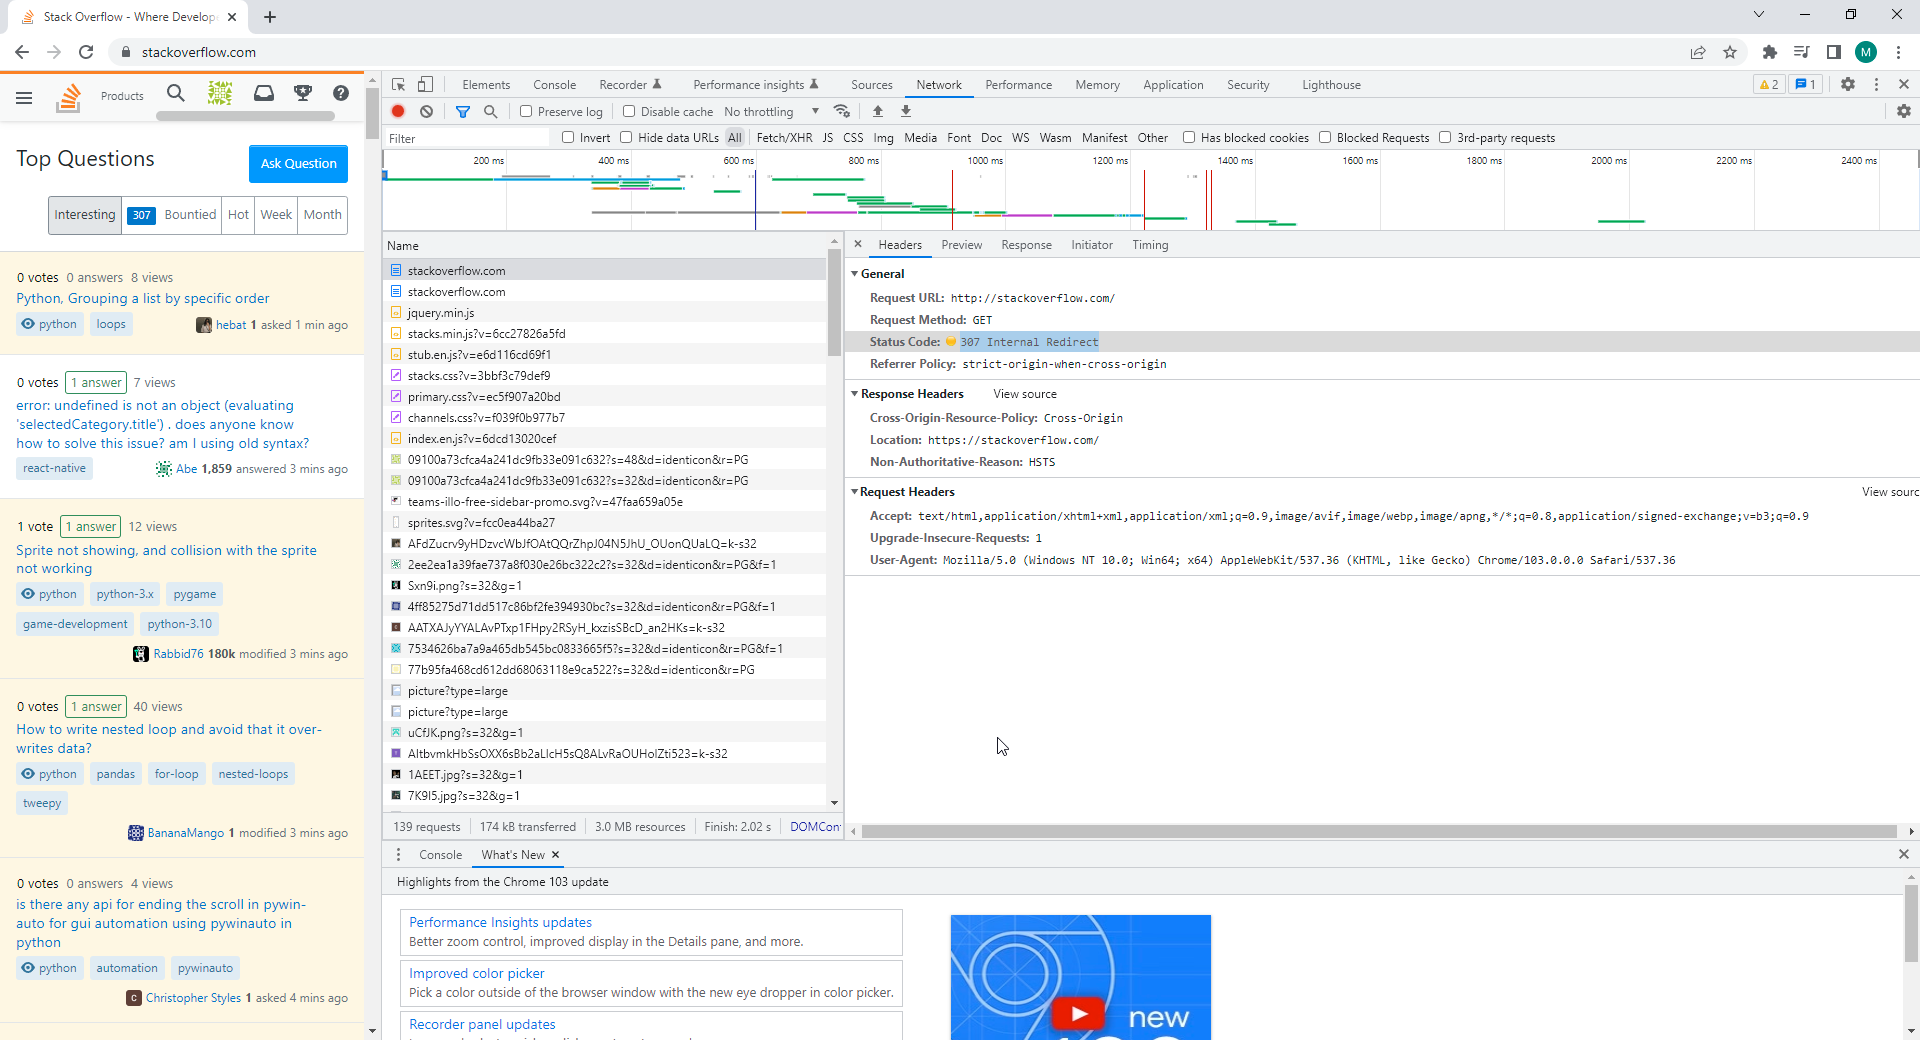 Stack Overflow - Where Develope
stackoverflow.com
M
Products
Top Questions
Ask Question
Interesting 307 Bountied Hot Week Month
0 votes 0 answers 8 views
Python, Grouping a list by specific order
python loops
hebat 1 asked 1 min ago
0 votes 1 answer 7 views
error: undefined is not an object (evaluating
'selectedCategory.title') . does anyone know
how to solve this issue? am I using old syntax?
react-native
Abe 1,859 answered 3 mins ago
1 vote 1 answer 12 views
Sprite not showing, and collision with the sprite
not working
python python-3.x pygame
game-development python-3.10
Rabbid76 180k modified 3 mins ago
0 votes 1 answer 40 views
How to write nested loop and avoid that it over-
writes data?
python pandas for-loop nested-loops
tweepy
BananaMango 1 modified 3 mins ago
0 votes 0 answers 4 views
is there any api for ending the scroll in pywin-
auto for gui automation using pywinauto in
python
python automation pywinauto
C Christopher Styles 1 asked 4 mins ago
Elements Console Recorder Performance insights Sources Network Performance Memory Application Security Lighthouse 2 1
Preserve log Disable cache No throttling
Filter Invert Hide data URLs All Fetch/XHR JS CSS Img Media Font Doc WS Wasm Manifest Other Has blocked cookies Blocked Requests 3rd-party requests
200 ms 400 ms 600 ms 800 ms 1000 ms 1200 ms 1400 ms 1600 ms 1800 ms 2000 ms 2200 ms 2400 ms
Name
stackoverflow.com
stackoverflow.com
jquery.min.js
stacks.min.js?v=6cc27826a5fd
stub.en.js?v=e6d116cd69f1
stacks.css?v=3bbf3c79def9
primary.css?v=ec5f907a20bd
channels.css?v=f039f0b977b7
index.en.js?v=6dcd13020cef
09100a73cfca4a241dc9fb33e091c632?s=48&d=identicon&r=PG
09100a73cfca4a241dc9fb33e091c632?s=32&d=identicon&r=PG
teams-illo-free-sidebar-promo.svg?v=47faa659a05e
sprites.svg?v=fcc0ea44ba27
AFdZucrv9yHDzvcWbJfOAtQQrZhpJ04N5JhU_OUonQUaLQ=k-s32
2ee2ea1a39fae737a8f030e26bc322c2?s=32&d=identicon&r=PG&f=1
Sxn9i.png?s=32&g=1
4ff85275d71dd517c86bf2fe394930bc?s=32&d=identicon&r=PG&f=1
AATXAJyYYALAvPTxp1FHpy2RSyH_kxzisSBcD_an2HKs=k-s32
7534626ba7a9a465db545bc0833665f5?s=32&d=identicon&r=PG&f=1
77b95fa468cd612dd68063118e9ca522?s=32&d=identicon&r=PG
picture?type=large
picture?type=large
uCfJK.png?s=32&g=1
AItbvmkHbSsOXX6sBb2aLIcH5sQ8ALvRaOUHolZti523=k-s32
1AEET.jpg?s=32&g=1
7K9I5.jpg?s=32&g=1
139 requests 174 kB transferred 3.0 MB resources Finish: 2.02 s DOMCon
Headers Preview Response Initiator Timing
General
Request URL: http://stackoverflow.com/
Request Method: GET
Status Code: 307 Internal Redirect
Referrer Policy: strict-origin-when-cross-origin
Response Headers View source
Cross-Origin-Resource-Policy: Cross-Origin
Location: https://stackoverflow.com/
Non-Authoritative-Reason: HSTS
Request Headers View sourc
Accept: text/html,application/xhtml+xml,application/xml;q=0.9,image/avif,image/webp,image/apng,*/*;q=0.8,application/signed-exchange;v=b3;q=0.9
Upgrade-Insecure-Requests: 1
User-Agent: Mozilla/5.0 (Windows NT 10.0; Win64; x64) AppleWebKit/537.36 (KHTML, like Gecko) Chrome/103.0.0.0 Safari/537.36
Console What's New
Highlights from the Chrome 103 update
Performance Insights updates
Better zoom control, improved display in the Details pane, and more.
Improved color picker
Pick a color outside of the browser window with the new eye dropper in color picker.
Recorder panel updates
new